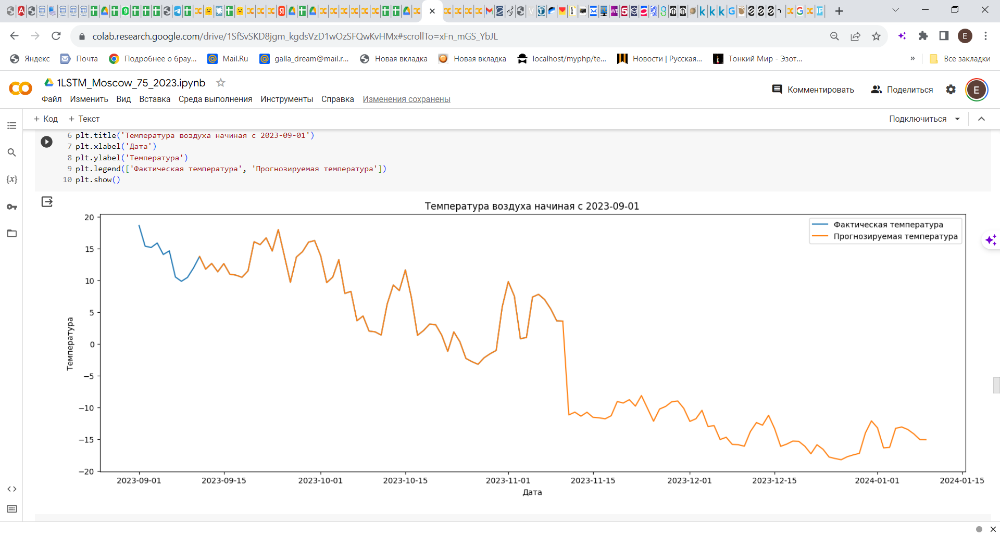 colab.research.google.com/drive/1SfSvSKD8jgm_kgdsVzD1wOzSFQwKvHMx#scrollTo=xFn_mGS_YbJL
E
Яндекс
Почта
Подробнее о брау...
Mail.Ru
galla_dream@mail.r...
Новая вкладка
Новая вкладка
localhost/myphp/te...
Новости | Русская...
Тонкий Мир - Эзот...
»
Все закладки
1LSTM_Moscow_75_2023.ipynb
Файл Изменить Вид Вставка Среда выполнения Инструменты Справка Изменения сохранены
Комментировать
Поделиться
E
+ Код + Текст
Подключиться
6 plt.title('Температура воздуха начиная с 2023-09-01')
7 plt.xlabel('Дата')
8 plt.ylabel('Температура')
9 plt.legend(['Фактическая температура', 'Прогнозируемая температура'])
10 plt.show()
{x}
Температура воздуха начиная с 2023-09-01
Фактическая температура
Прогнозируемая температура
20
15
10
5
0
−5
−10
−15
−20
Температура
2023-09-01 2023-09-15 2023-10-01 2023-10-15 2023-11-01 2023-11-15 2023-12-01 2023-12-15 2024-01-01 2024-01-15
Дата